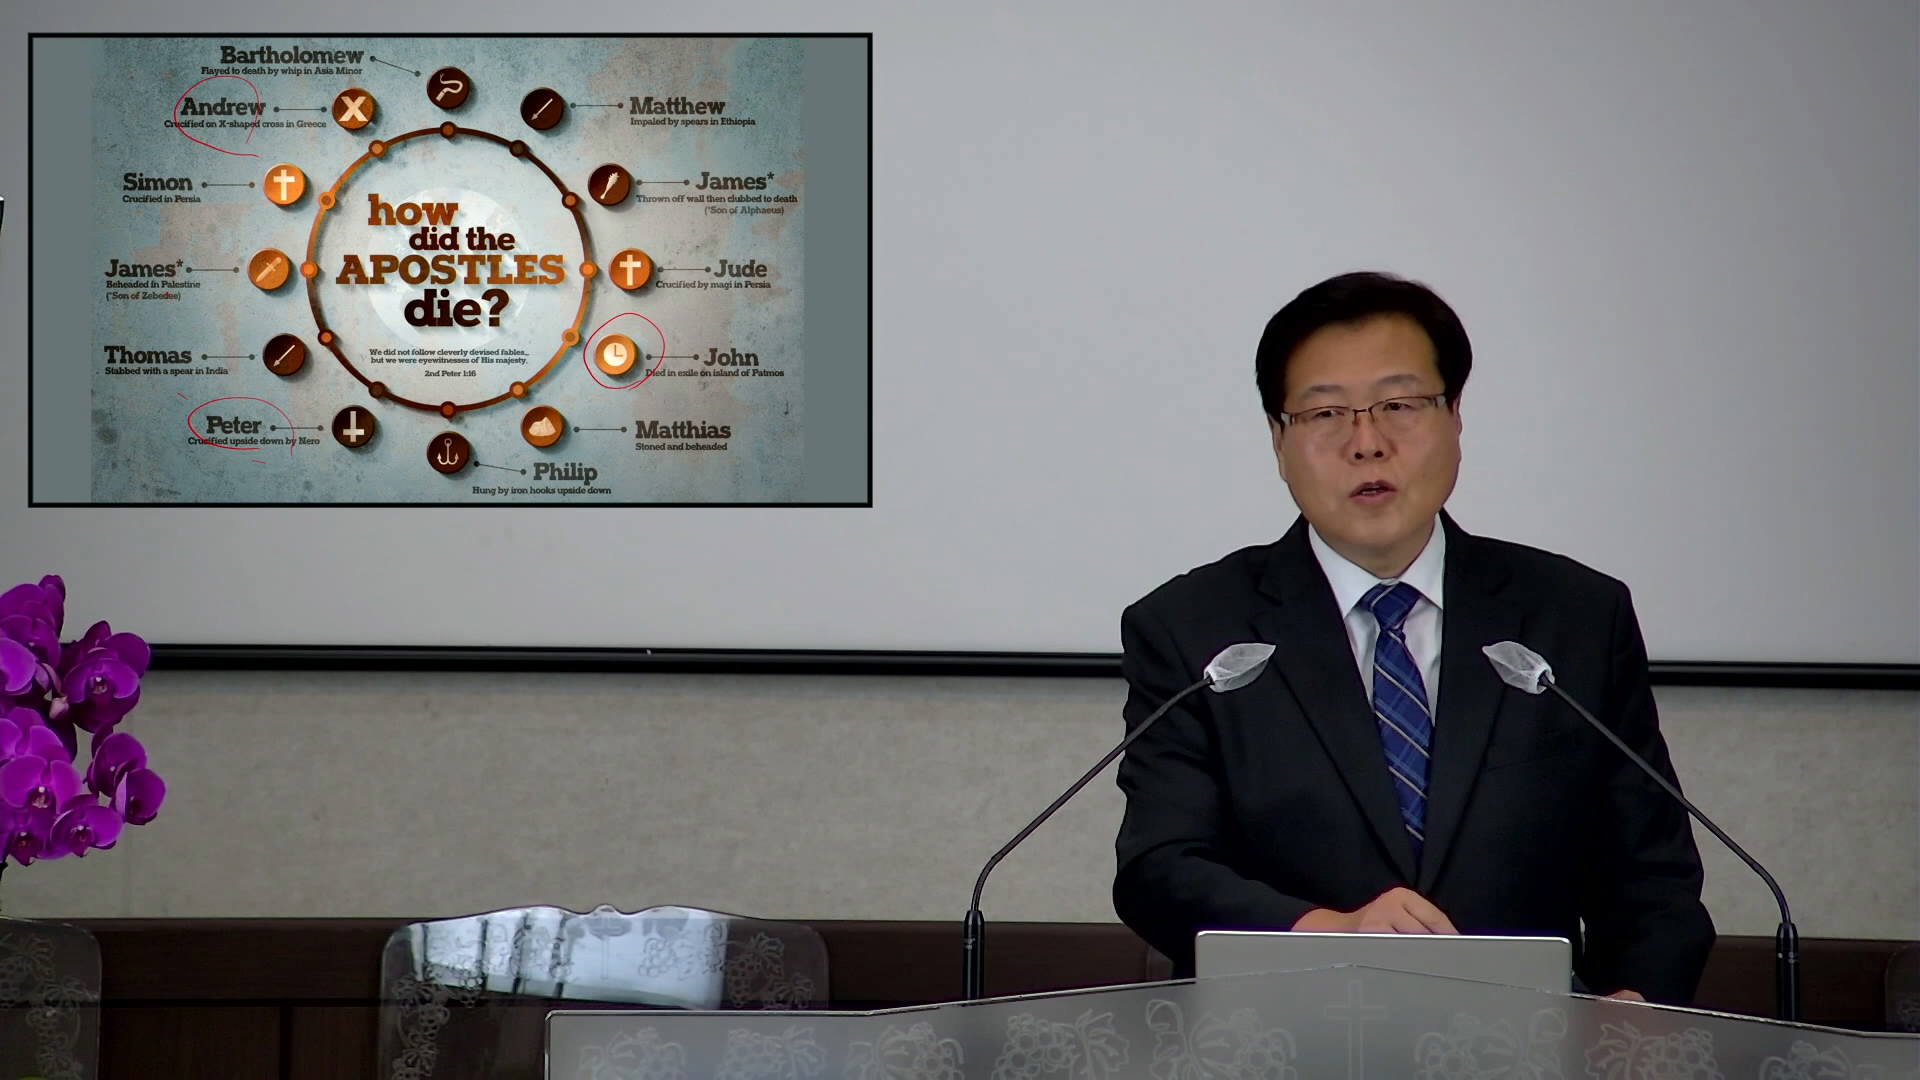 Bartholomew
Flayed to death by whip in Asia Minor
Andrew
Crucified on X-shaped cross in Greece
Matthew
Impaled by spears in Ethiopia
Simon
Crucified in Persia
James*
Thrown off wall then clubbed to death
(*Son of Alphaeus)
how
did the
APOSTLES
die?
James*
Beheaded in Palestine
(*Son of Zebedee)
Jude
Crucified by magi in Persia
We did not follow cleverly devised fables...
but we were eyewitnesses of His majesty.
2nd Peter 1:16
Thomas
Stabbed with a spear in India
John
Died in exile on island of Patmos
Peter
Crucified upside down by Nero
Matthias
Stoned and beheaded
Philip
Hung by iron hooks upside down